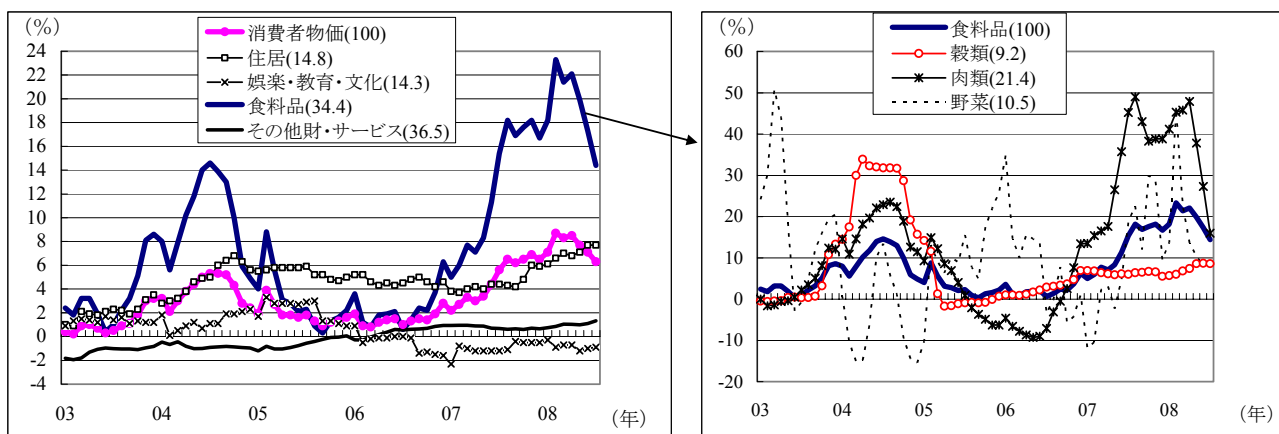 (%)
消費者物価(100)
住居(14.8)
娯楽・教育・文化(14.3)
食料品(34.4)
その他財・サービス(36.5)
24
22
20
18
16
14
12
10
8
6
4
2
0
-2
-4
03 04 05 06 07 08 (年)
(%)
食料品(100)
穀類(9.2)
肉類(21.4)
野菜(10.5)
60
50
40
30
20
10
0
-10
-20
03 04 05 06 07 08 (年)